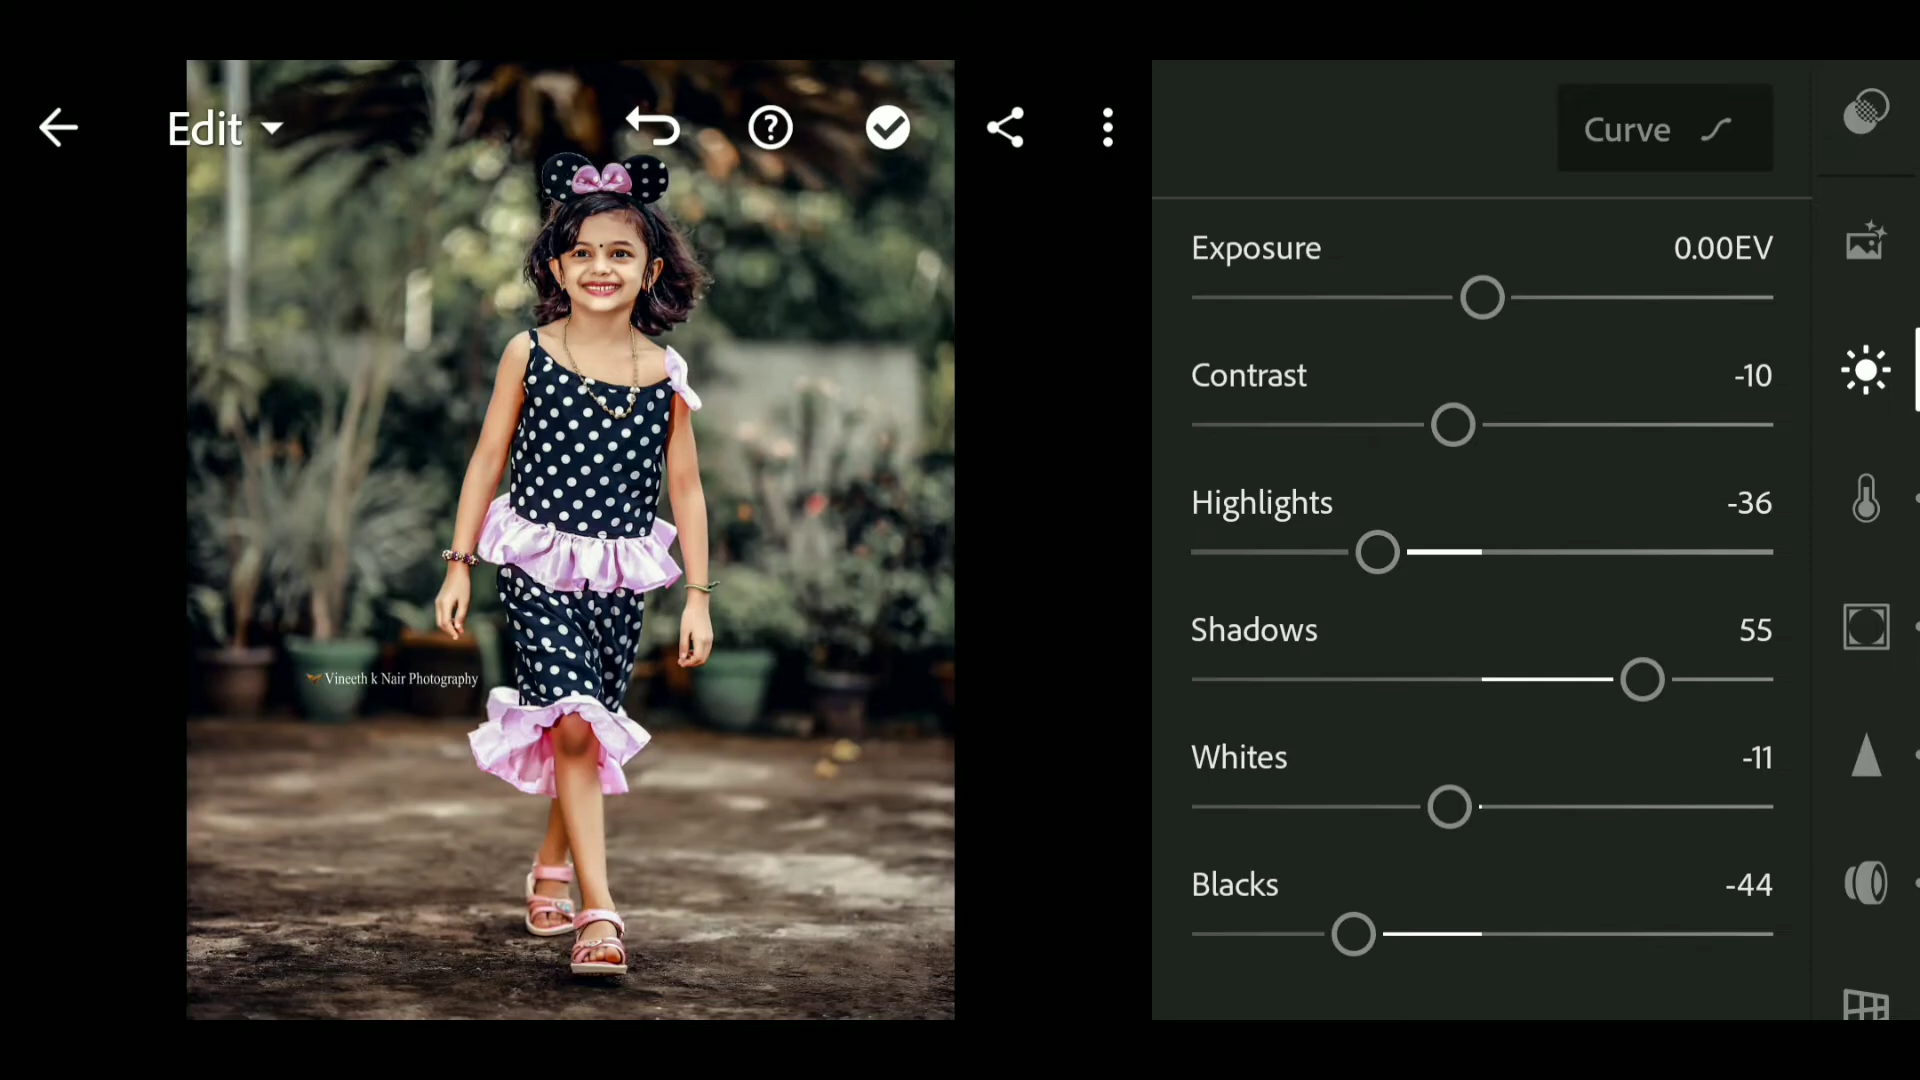 Edit
Curve
Exposure 0.00EV
Contrast -10
Highlights -36
Shadows 55
Whites -11
Blacks -44
Vineeth k Nair Photography